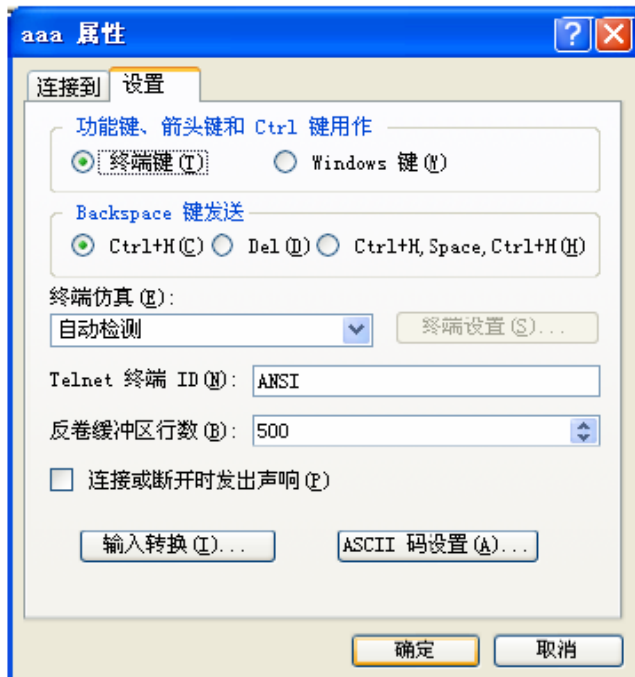 aaa 属性
连接到 设置
功能键、箭头键和 Ctrl 键用作
终端键(T) Windows 键(W)
Backspace 键发送
Ctrl+H(C) Del(D) Ctrl+H, Space, Ctrl+H(H)
终端仿真(E):
自动检测 终端设置(S)...
Telnet 终端 ID(N): ANSI
反卷缓冲区行数(B): 500
连接或断开时发出声响(P)
输入转换(I)... ASCII 码设置(A)...
确定 取消